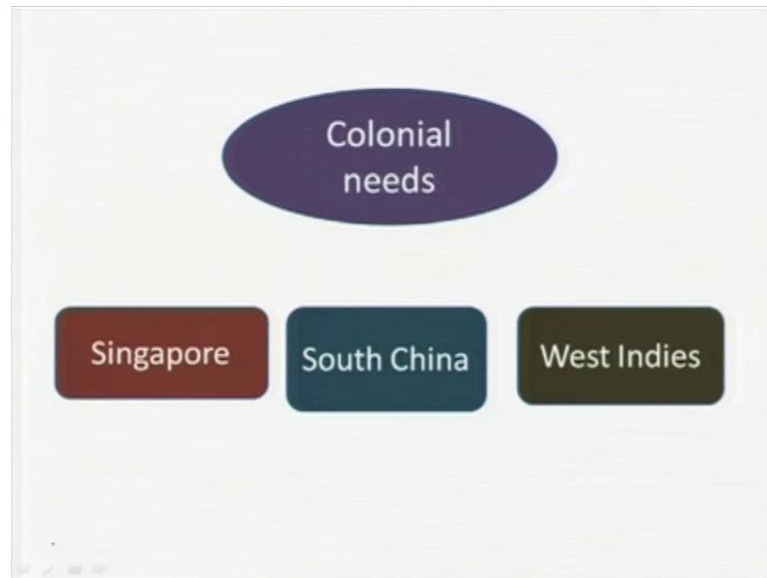 Colonial
needs
Singapore
South China
West Indies